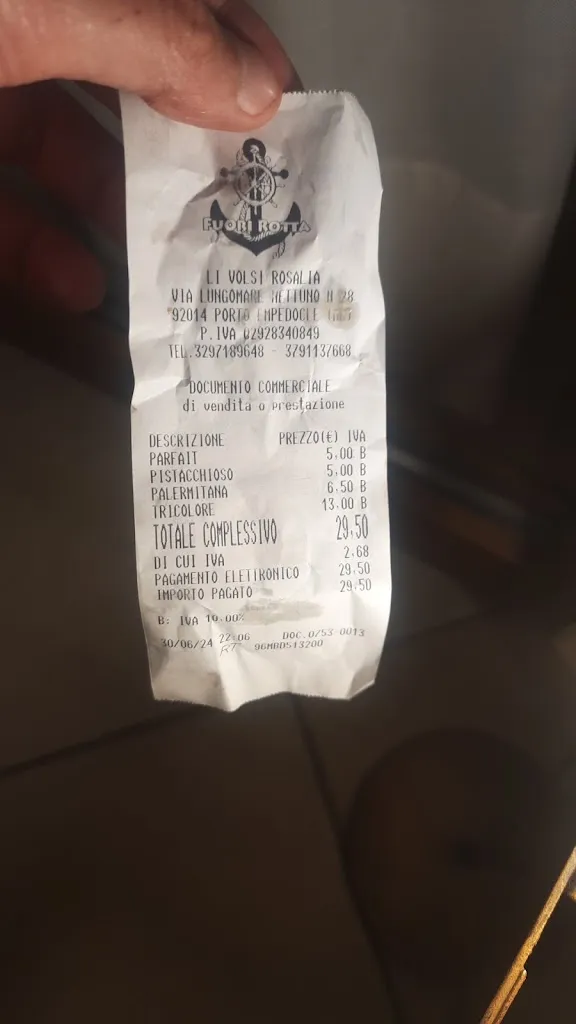 FUORI ROTTA
LI VOLSI ROSALIA
VIA LUNGOMARE NETTUNO N 28
92014 PORTO EMPEDOCLE
P.IVA 02928340849
TEL.3297189648 - 3791137668
DOCUMENTO COMMERCIALE
di vendita o prestazione
DESCRIZIONE PREZZO(€) IVA
PARFAIT 5,00 B
PISTACCHIOSO 5,00 B
PALERMITANA 6,50 B
TRICOLORE 13,00 B
TOTALE COMPLESSIVO 29,50
DI CUI IVA 2,68
PAGAMENTO ELETTRONICO 29,50
IMPORTO PAGATO 29,50
B: IVA 10,00%
30/06/24 22:06 DOC.0753-0013
RT 96MBD513200